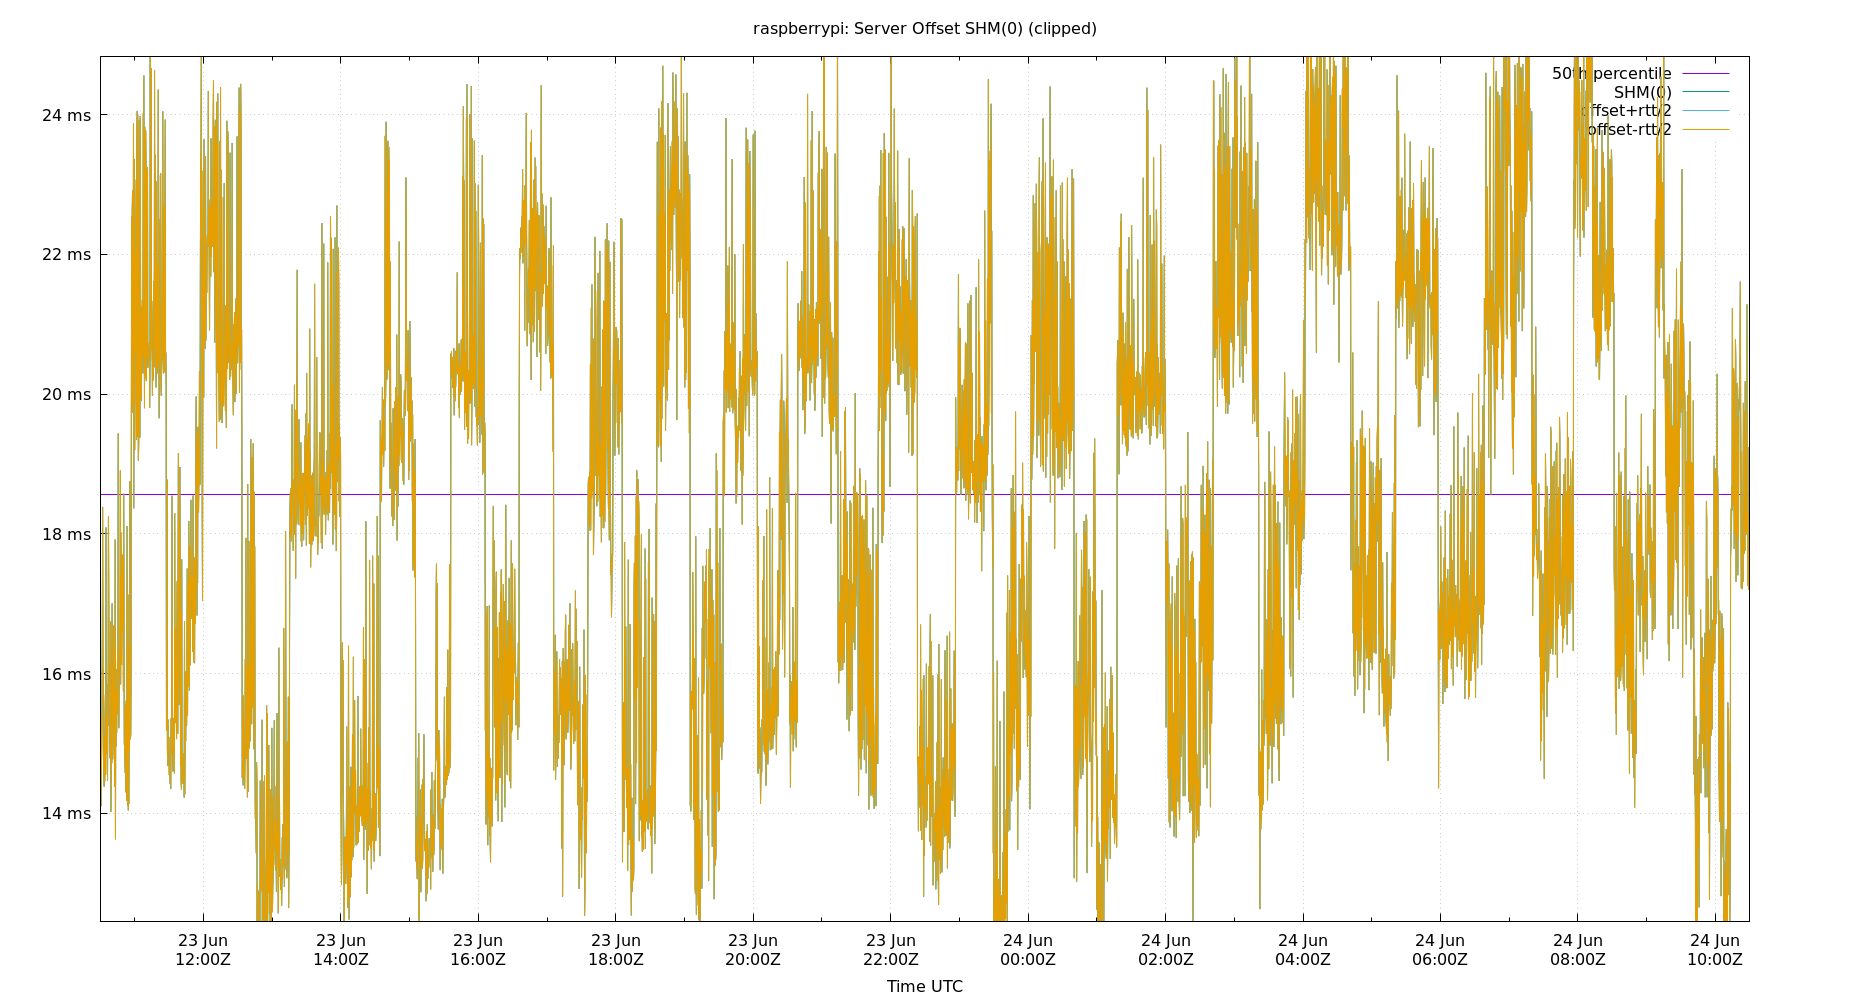 raspberrypi: Server Offset SHM(0) (clipped)
50th percentile
SHM(0)
offset+rtt/2
offset-rtt/2
24 ms
22 ms
20 ms
18 ms
16 ms
14 ms
23 Jun 23 Jun 23 Jun 23 Jun 23 Jun 23 Jun 24 Jun 24 Jun 24 Jun 24 Jun 24 Jun 24 Jun
12:00Z 14:00Z 16:00Z 18:00Z 20:00Z 22:00Z 00:00Z 02:00Z 04:00Z 06:00Z 08:00Z 10:00Z
Time UTC